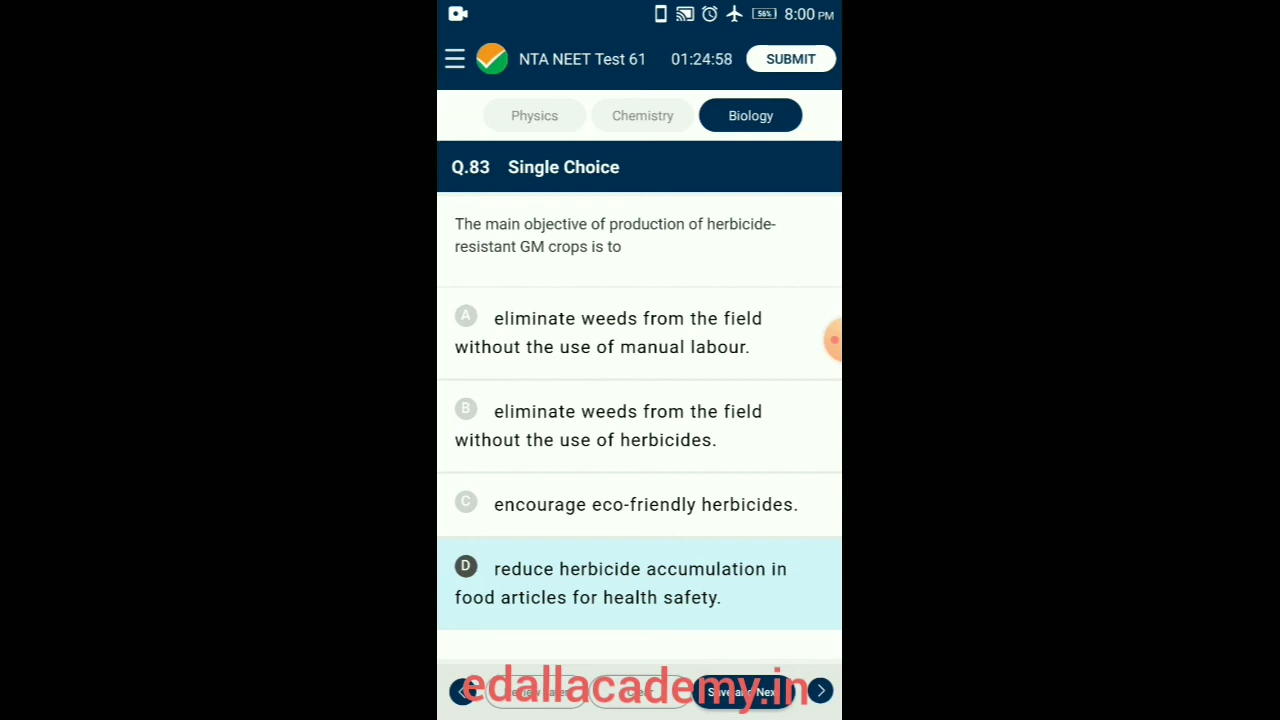 56% 8:00 PM
NTA NEET Test 61 01:24:58 SUBMIT
Physics Chemistry Biology
Q.83 Single Choice
The main objective of production of herbicide-
resistant GM crops is to
A eliminate weeds from the field
without the use of manual labour.
B eliminate weeds from the field
without the use of herbicides.
C encourage eco-friendly herbicides.
D reduce herbicide accumulation in
food articles for health safety.
edallacademy.in